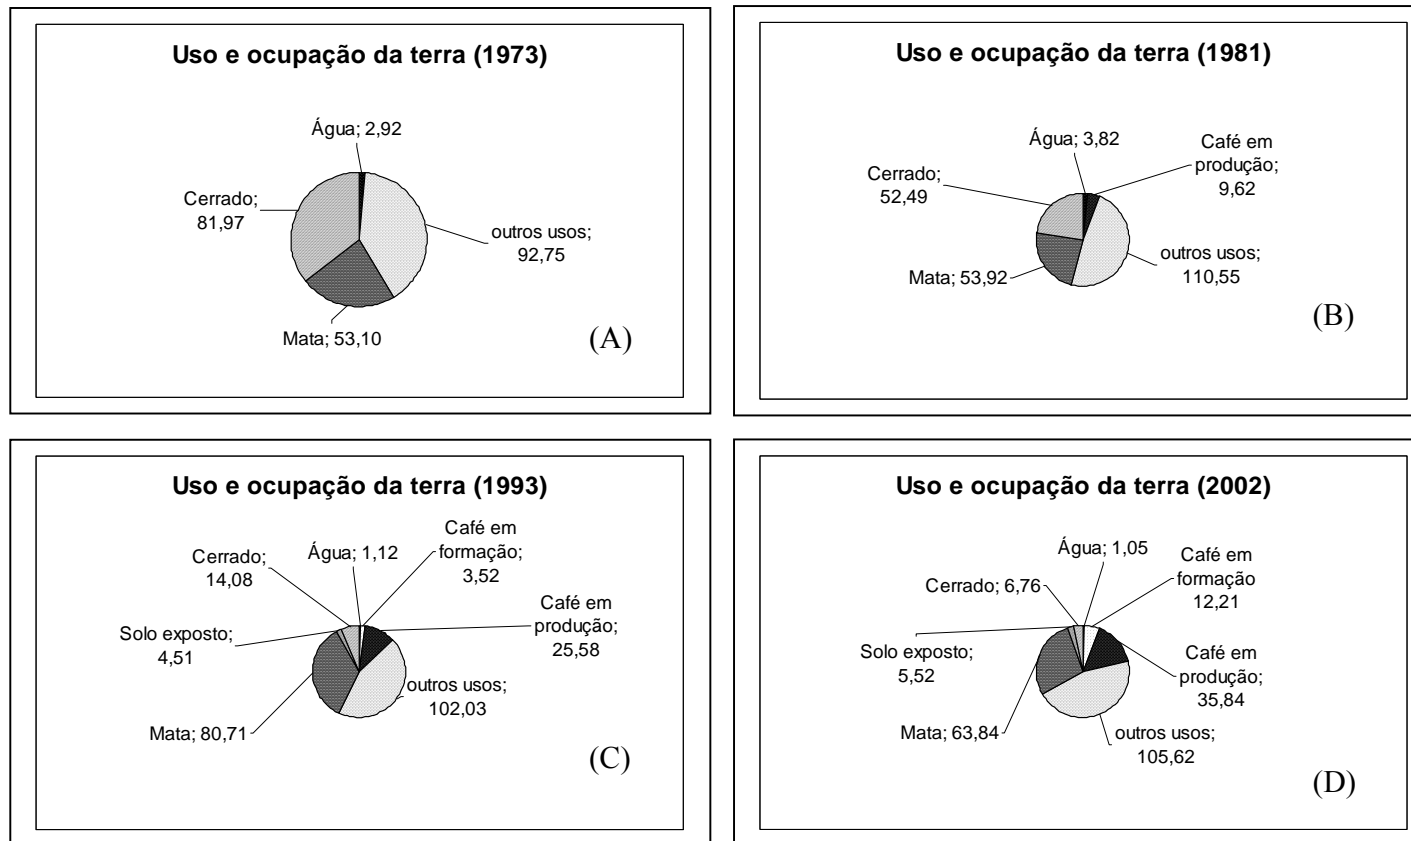 Uso e ocupação da terra (1973)
Água; 2,92
Cerrado;
81,97
outros usos;
92,75
Mata; 53,10
(A)
Uso e ocupação da terra (1981)
Água; 3,82
Café em
produção;
9,62
Cerrado;
52,49
outros usos;
110,55
Mata; 53,92
(B)
Uso e ocupação da terra (1993)
Água; 1,12
Café em
formação;
3,52
Cerrado;
14,08
Café em
produção;
25,58
Solo exposto;
4,51
outros usos;
102,03
Mata; 80,71
(C)
Uso e ocupação da terra (2002)
Água; 1,05
Café em
formação
12,21
Cerrado; 6,76
Solo exposto;
5,52
Café em
produção;
35,84
Mata; 63,84
outros usos;
105,62
(D)